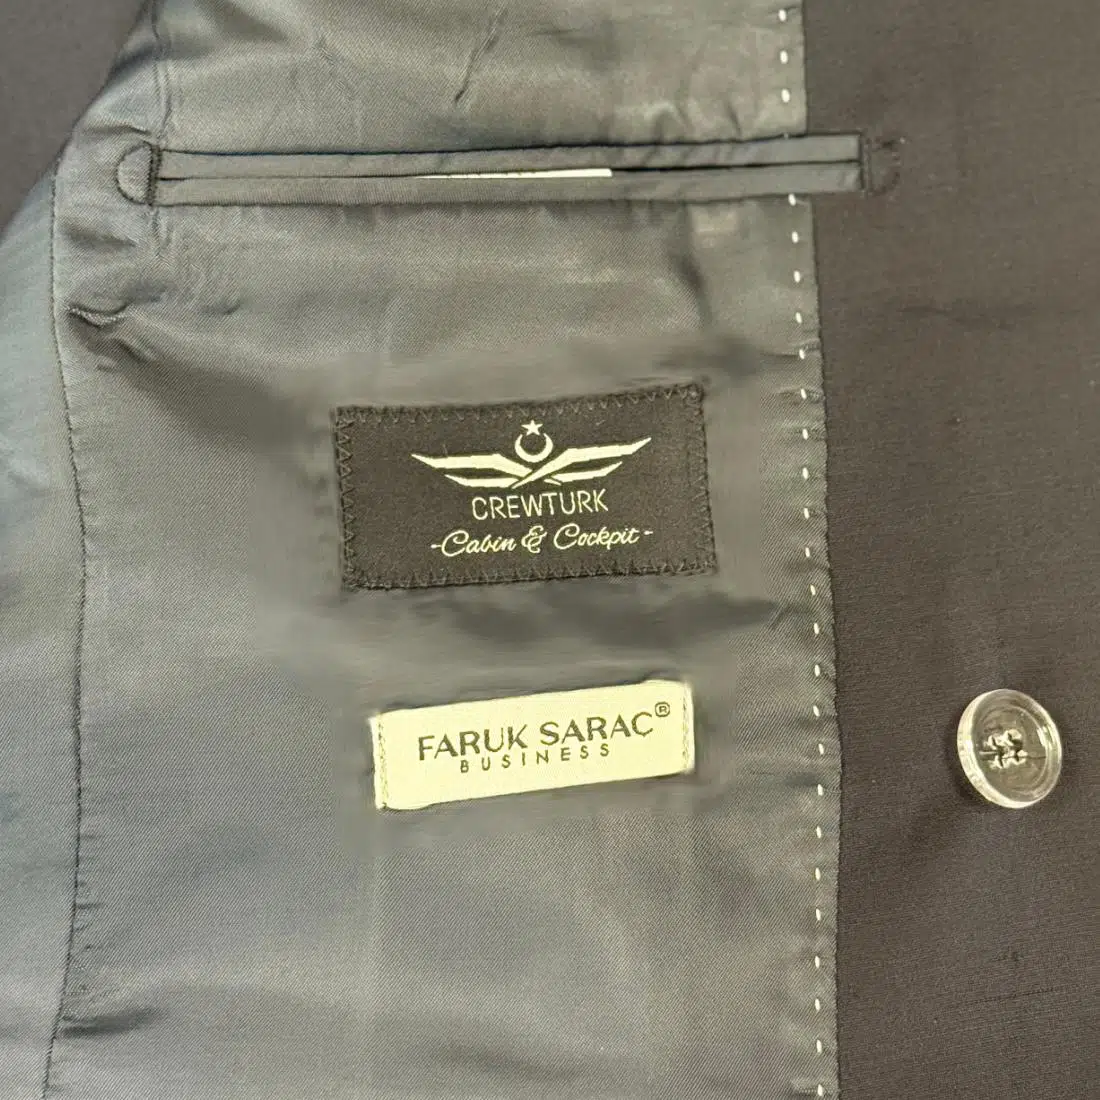 CREWTURK
-Cabin & Cockpit-
FARUK SARAC®
BUSINESS